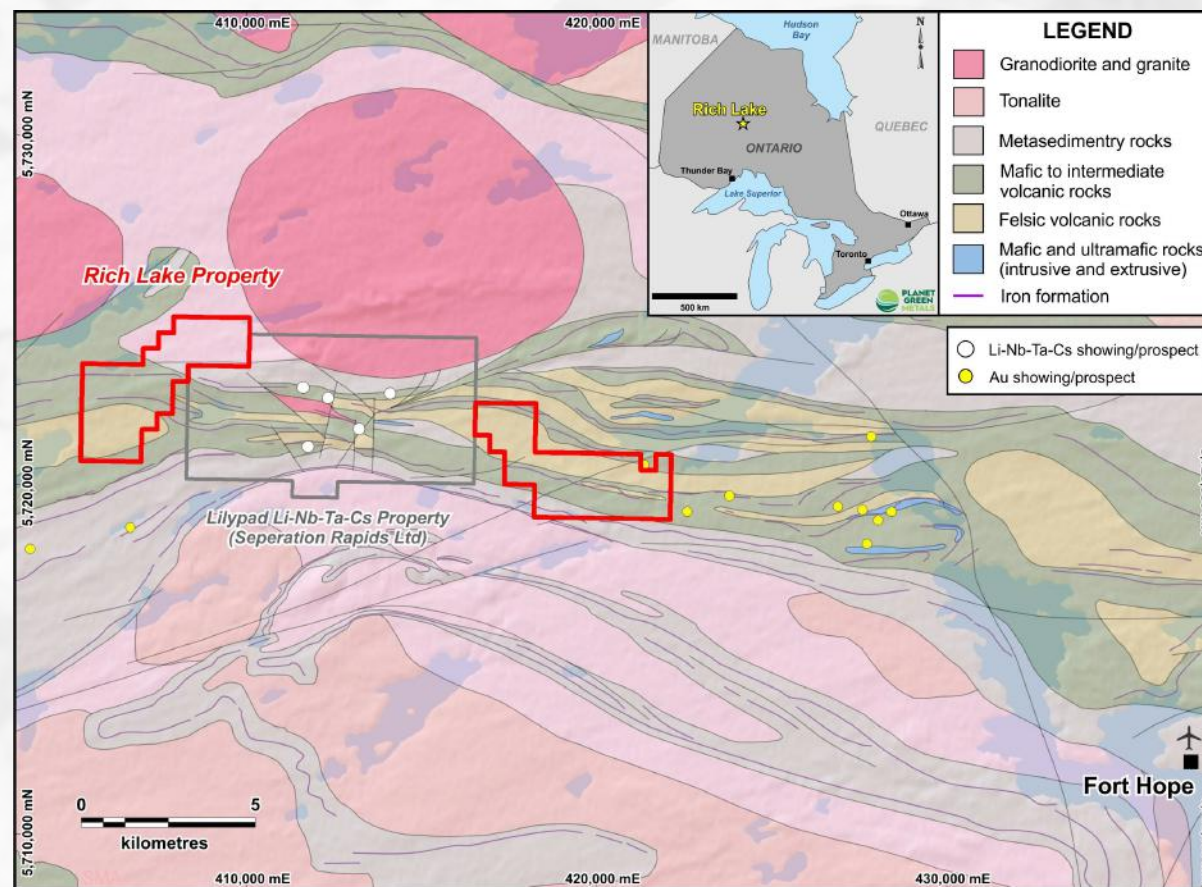 410,000 mE
420,000 mE
5,730,000 mN
Rich Lake Property
5,720,000 mN
Lilypad Li-Nb-Ta-Cs Property
(Seperation Rapids Ltd)
Fort Hope
0 5
kilometres
5,710,000 mN
410,000 mE
420,000 mE
430,000 mE
MANITOBA
Hudson
Bay
N
Rich Lake
QUEBEC
ONTARIO
Thunder Bay
Lake Superior
Ottawa
Toronto
500 km
PLANET
GREEN
METALS
LEGEND
Granodiorite and granite
Tonalite
Metasedimentry rocks
Mafic to intermediate
volcanic rocks
Felsic volcanic rocks
Mafic and ultramafic rocks
(intrusive and extrusive)
Iron formation
Li-Nb-Ta-Cs showing/prospect
Au showing/prospect